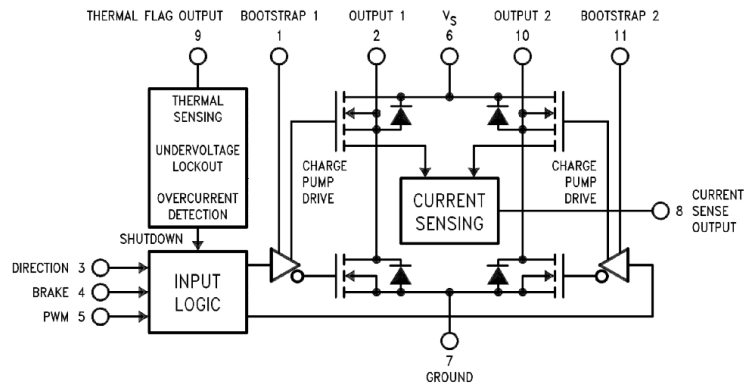 THERMAL FLAG OUTPUT
9
BOOTSTRAP 1
1
OUTPUT 1
2
VS
6
OUTPUT 2
10
BOOTSTRAP 2
11
THERMAL
SENSING
UNDERVOLTAGE
LOCKOUT
OVERCURRENT
DETECTION
SHUTDOWN
CHARGE
PUMP
DRIVE
CURRENT
SENSING
CHARGE
PUMP
DRIVE
8 CURRENT
SENSE
OUTPUT
DIRECTION 3
BRAKE 4
PWM 5
INPUT
LOGIC
7
GROUND